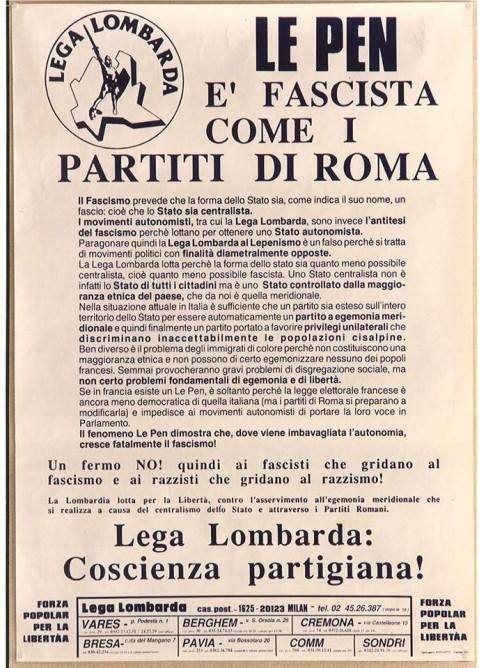 LEGA LOMBARDA
LE PEN
E' FASCISTA
COME I
PARTITI DI ROMA
Il Fascismo prevede che la forma dello Stato sia, come indica il suo nome, un
fascio: cioè che lo Stato sia centralista.
I movimenti autonomisti, tra cui la Lega Lombarda, sono invece l'antitesi
del fascismo perchè lottano per ottenere uno Stato autonomista.
Paragonare quindi la Lega Lombarda al Lepenismo è un falso perchè si tratta
di movimenti politici con finalità diametralmente opposte.
La Lega Lombarda lotta perchè la forma dello stato sia quanto meno possibile
centralista, cioè quanto meno possibile fascista. Uno Stato centralista non è
infatti lo Stato di tutti i cittadini ma è uno Stato controllato dalla maggio-
ranza etnica del paese, che da noi è quella meridionale.
Nella situazione attuale in Italia è sufficiente che un partito sia esteso sull'intero
territorio dello Stato per essere automaticamente un partito a egemonia meri-
dionale e quindi finalmente un partito portato a favorire privilegi unilaterali che
discriminano inaccettabilmente le popolazioni cisalpine.
Ben diverso è il problema degli immigrati di colore perchè non costituiscono una
maggioranza etnica e non possono di certo egemonizzare nessuno dei popoli
francesi. Semmai provocheranno gravi problemi di disgregazione sociale, ma
non certo problemi fondamentali di egemonia e di libertà.
Se in francia esiste un Le Pen, è soltanto perchè la legge elettorale francese è
ancora meno democratica di quella italiana (ma i partiti di Roma si preparano a
modificarla) e impedisce ai movimenti autonomisti di portare la loro voce in
Parlamento.
Il fenomeno Le Pen dimostra che, dove viene imbavagliata l'autonomia,
cresce fatalmente il fascismo!
Un fermo NO! quindi ai fascisti che gridano al
fascismo e ai razzisti che gridano al razzismo!
La Lombardia lotta per la Libertà, contro l'asservimento all'egemonia meridionale che
si realizza a causa del centralismo dello Stato e attraverso i Partiti Romani.
Lega Lombarda:
Coscienza partigiana!
FORZA
POPOLAR
PER LA
LIBERTÀA
Lega Lombarda cas. post. - 1625 - 20123 MILAN - tel. 02 45.26.387
VARES - p. Podestà n. 1
BERGHEM - v. S. Orsola n. 25
CREMONA - via Castelleone
BRESA - c.ita del Mangano 7
PAVIA - via Bossolaro 20
COMM
SONDRI
FORZA
POPOLAR
PER LA
LIBERTÀA